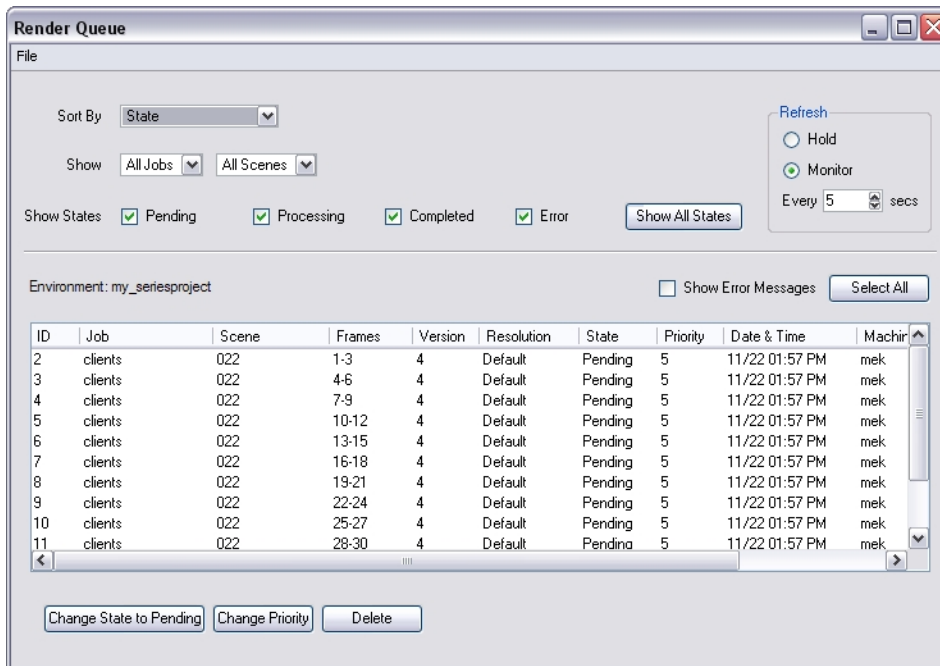 Render Queue
File
Sort By State
Refresh
Hold
Show All Jobs All Scenes
Monitor
Every 5 secs
Show States Pending Processing Completed Error Show All States
Environment: my_seriesproject Show Error Messages Select All
ID Job Scene Frames Version Resolution State Priority Date & Time Machin
2 clients 022 1-3 4 Default Pending 5 11/22 01:57 PM mek
3 clients 022 4-6 4 Default Pending 5 11/22 01:57 PM mek
4 clients 022 7-9 4 Default Pending 5 11/22 01:57 PM mek
5 clients 022 10-12 4 Default Pending 5 11/22 01:57 PM mek
6 clients 022 13-15 4 Default Pending 5 11/22 01:57 PM mek
7 clients 022 16-18 4 Default Pending 5 11/22 01:57 PM mek
8 clients 022 19-21 4 Default Pending 5 11/22 01:57 PM mek
9 clients 022 22-24 4 Default Pending 5 11/22 01:57 PM mek
10 clients 022 25-27 4 Default Pending 5 11/22 01:57 PM mek
11 clients 022 28-30 4 Default Pending 5 11/22 01:57 PM mek
Change State to Pending Change Priority Delete